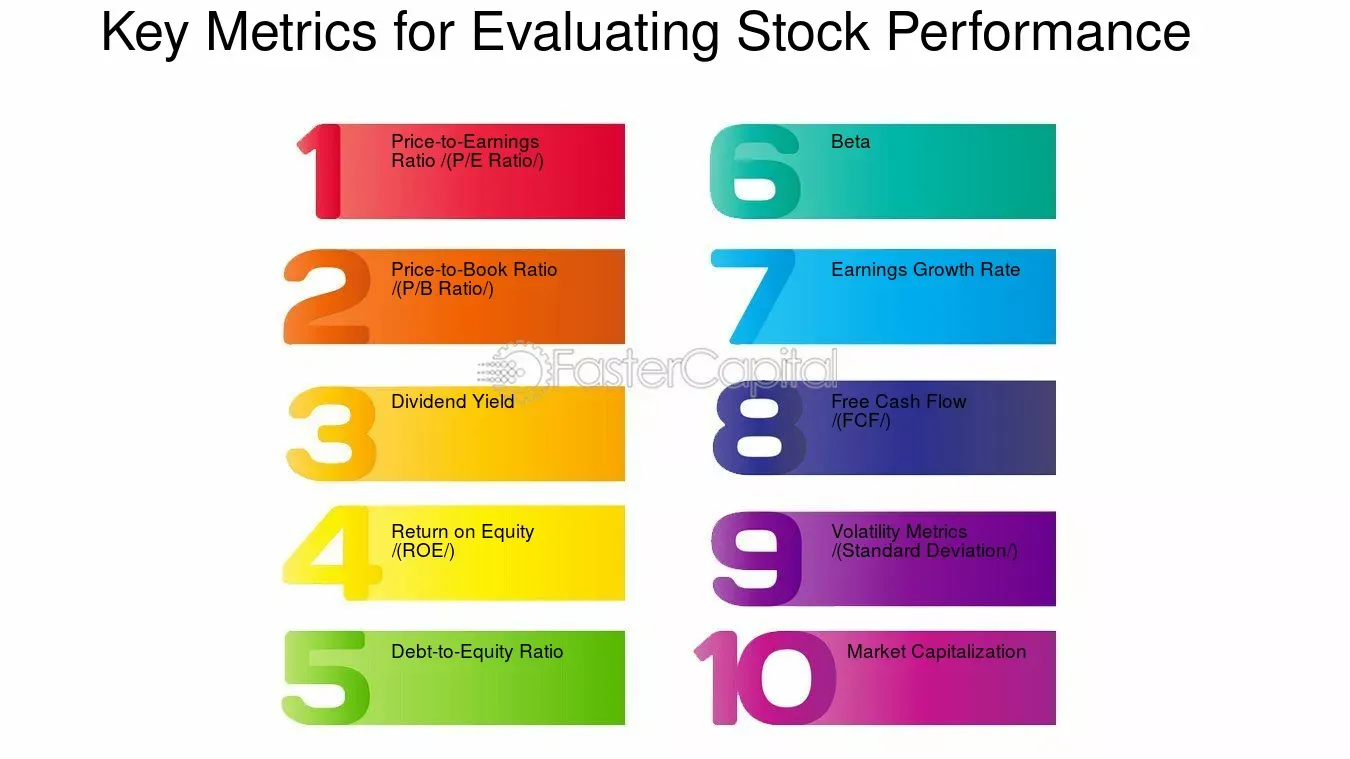 Key Metrics for Evaluating Stock Performance
1
Price-to-Earnings
Ratio /(P/E Ratio/)
2
Price-to-Book Ratio
/(P/B Ratio/)
3
Dividend Yield
4
Return on Equity
/(ROE/)
5
Debt-to-Equity Ratio
6
Beta
7
Earnings Growth Rate
8
Free Cash Flow
/(FCF/)
9
Volatility Metrics
/(Standard Deviation/)
10
Market Capitalization
FasterCapital